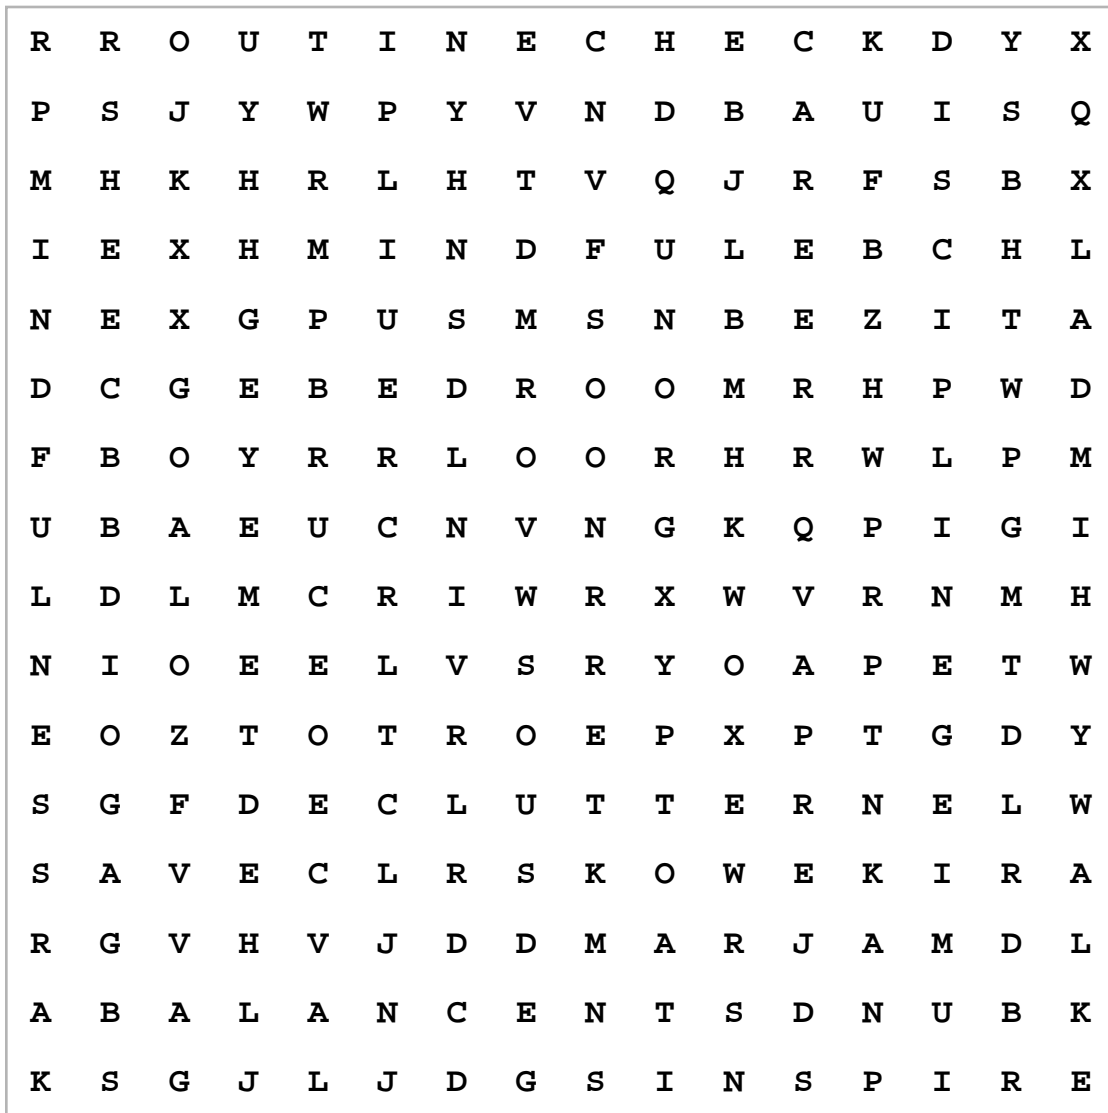 R R O U T I N E C H E C K D Y X
P S J Y W P Y V N D B A U I S Q
M H K H R L H T V Q J R F S B X
I E X H M I N D F U L E B C H L
N E X G P U S M S N B E Z I T A
D C G E B E D R O O M R H P W D
F B O Y R R L O O R H R W L P M
U B A E U C N V N G K Q P I G I
L D L M C R I W R X W V R N M H
N I O E E L V S R Y O A P E T W
E O Z T O T R O E P X P T G D Y
S G F D E C L U T T E R N E L W
S A V E C L R S K O W E K I R A
R G V H V J D D M A R J A M D L
A B A L A N C E N T S D N U B K
K S G J L J D G S I N S P I R E